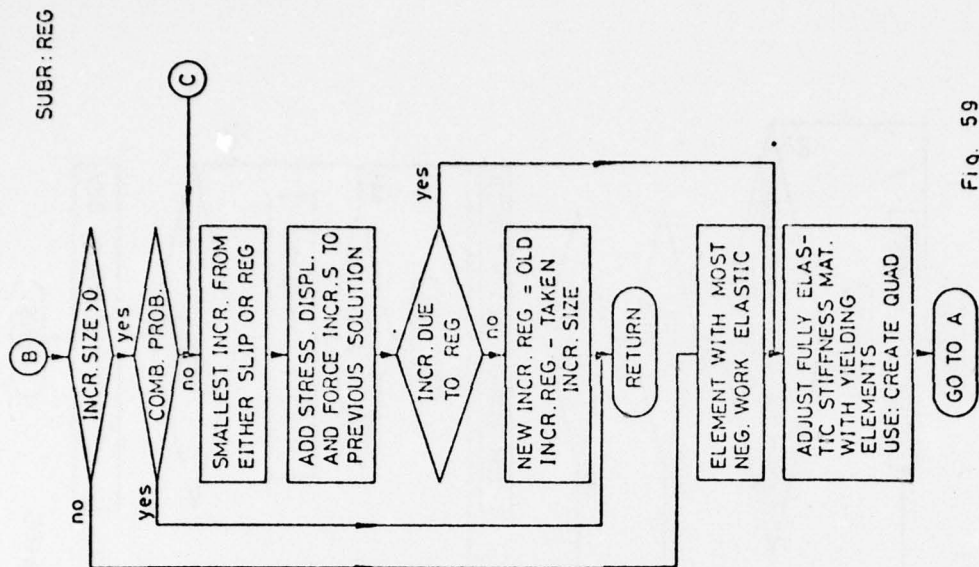 SUBR: REG
B
INCR. SIZE >0
no
yes
COMB. PROB.
yes
no
C
SMALLEST INCR. FROM
EITHER SLIP OR REG
ADD STRESS. DISPL.
AND FORCE INCR.S TO
PREVIOUS SOLUTION
INCR. DUE
TO REG
yes
no
NEW INCR. REG = OLD
INCR. REG - TAKEN
INCR. SIZE
RETURN
ELEMENT WITH MOST
NEG. WORK ELASTIC
ADJUST FULLY ELAS-
TIC STIFFNESS MAT.
WITH YIELDING
ELEMENTS
USE: CREATE QUAD
GO TO A
Fig. 59